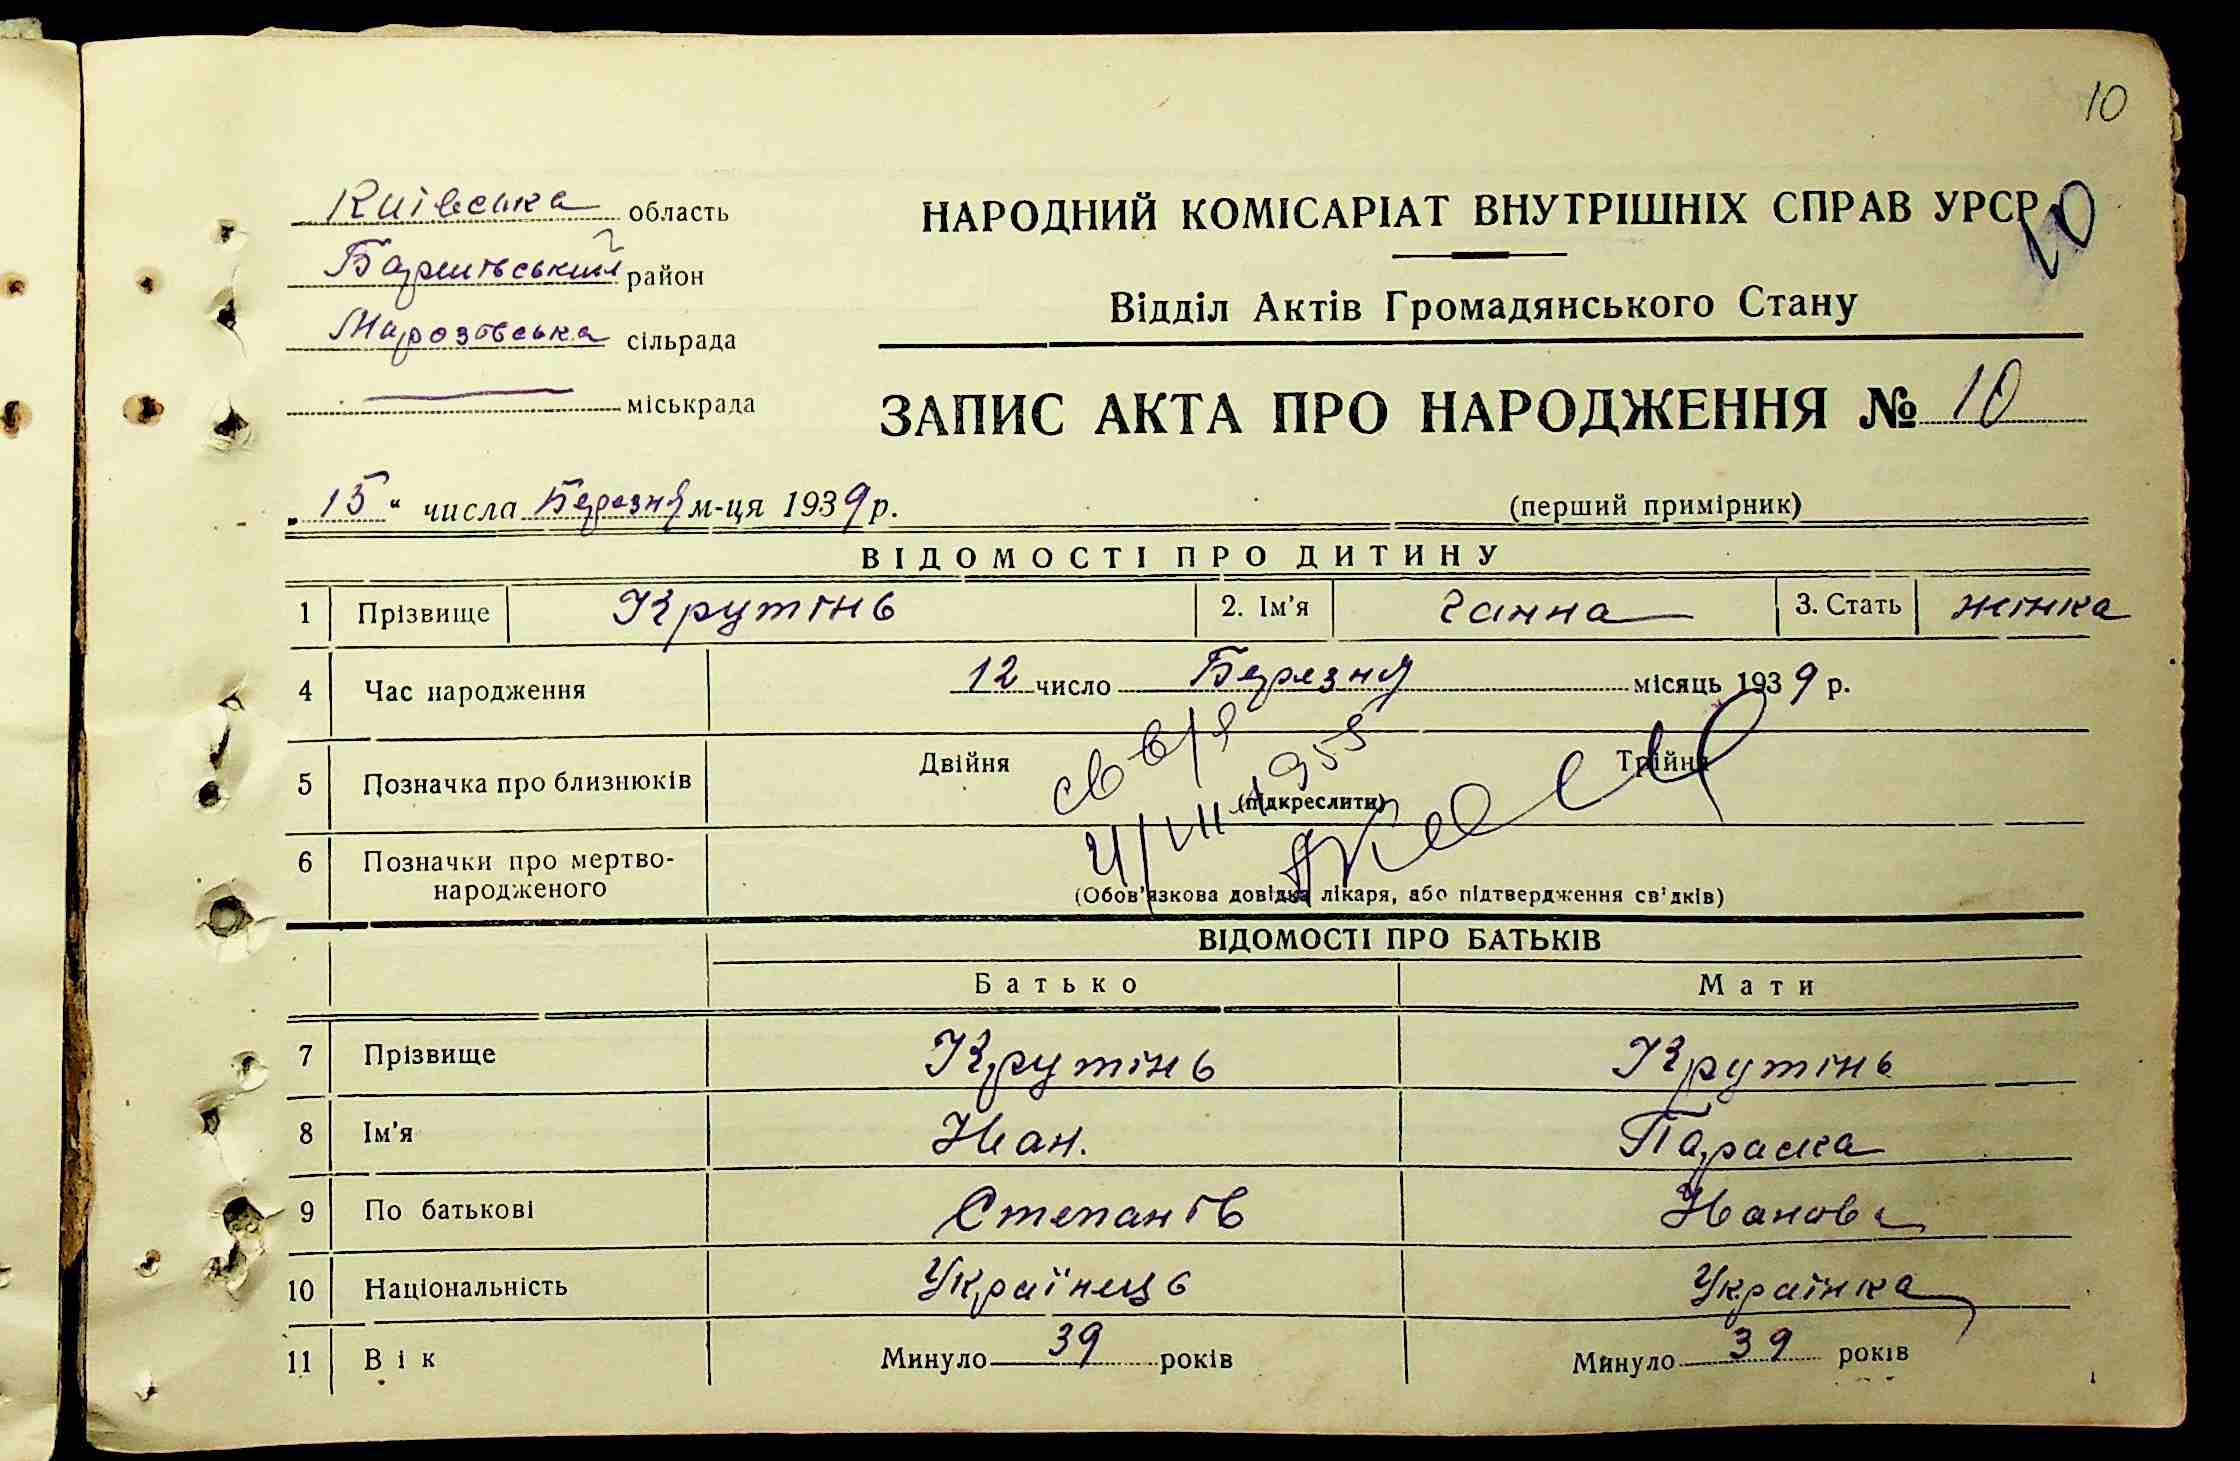 10
Київська область
Баришівський район
Марозовська сільрада
міськрада
НАРОДНИЙ КОМІСАРІАТ ВНУТРІШНІХ СПРАВ УРСР
10
Відділ Актів Громадянського Стану
ЗАПИС АКТА ПРО НАРОДЖЕННЯ № 10
„15“ числа Березня м-ця 1939 р.
(перший примірник)
ВІДОМОСТІ ПРО ДИТИНУ
1 Прізвище Крутінь 2. Ім'я Ганна 3. Стать жінка
4 Час народження 12 число Березня місяць 1939 р.
5 Позначка про близнюків Двійня Трійня
(підкреслити)
1955
6 Позначки про мертво-
народженого
(Обов'язкова довідка лікаря, або підтвердження св'дків)
ВІДОМОСТІ ПРО БАТЬКІВ
Батько Мати
7 Прізвище Крутінь Крутінь
8 Ім'я Иван. Параска
9 По батькові Степанів Иванова
10 Національність Українець Українка
11 Вік Минуло 39 років Минуло 39 років